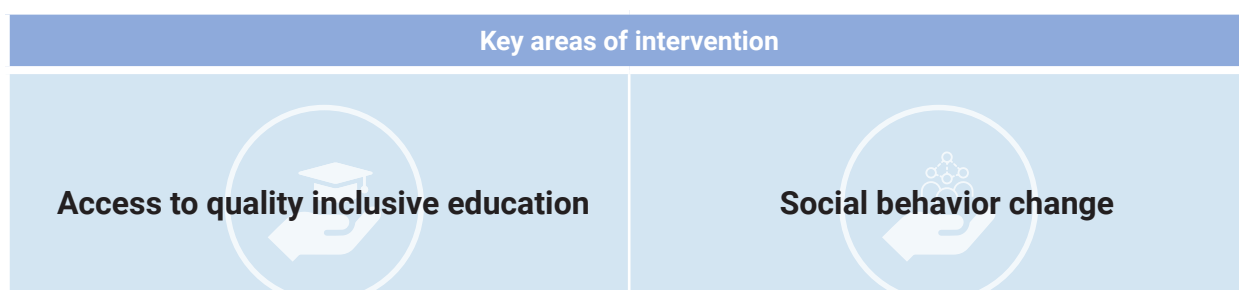 Key areas of intervention
Access to quality inclusive education
Social behavior change